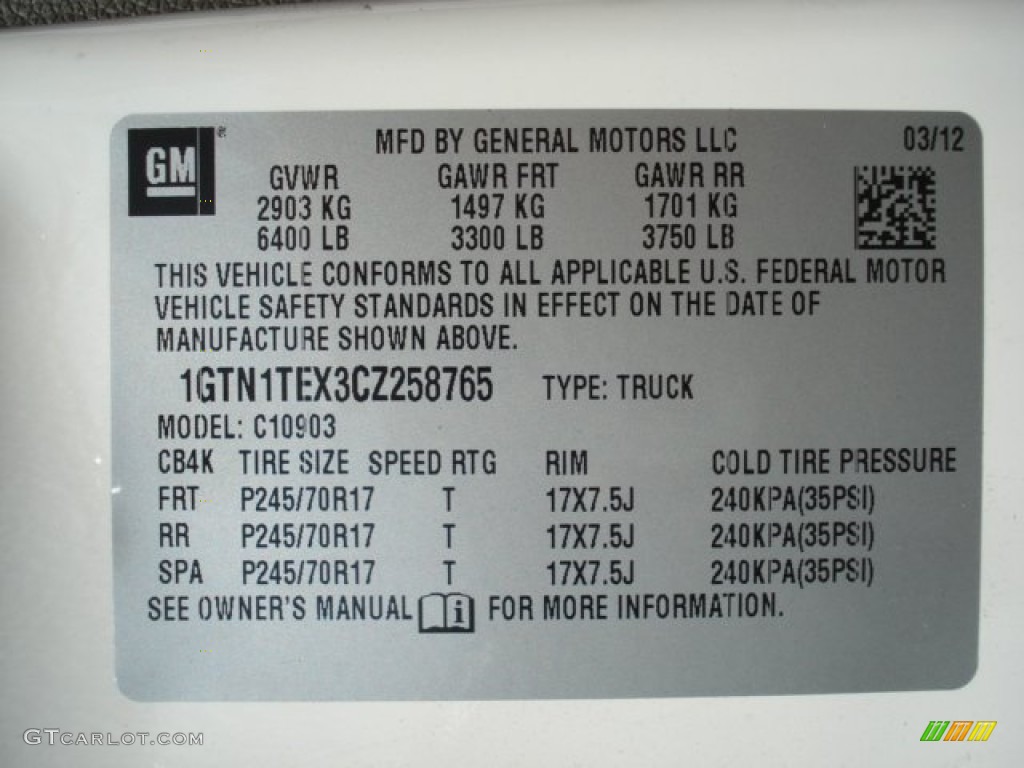 GM®
MFD BY GENERAL MOTORS LLC 03/12
GVWR GAWR FRT GAWR RR
2903 KG 1497 KG 1701 KG
6400 LB 3300 LB 3750 LB
THIS VEHICLE CONFORMS TO ALL APPLICABLE U.S. FEDERAL MOTOR
VEHICLE SAFETY STANDARDS IN EFFECT ON THE DATE OF
MANUFACTURE SHOWN ABOVE.
1GTN1TEX3CZ258765 TYPE: TRUCK
MODEL: C10903
CB4K TIRE SIZE SPEED RTG RIM COLD TIRE PRESSURE
FRT P245/70R17 T 17X7.5J 240KPA(35PSI)
RR P245/70R17 T 17X7.5J 240KPA(35PSI)
SPA P245/70R17 T 17X7.5J 240KPA(35PSI)
SEE OWNER'S MANUAL i FOR MORE INFORMATION.
GTCARLOT.COM